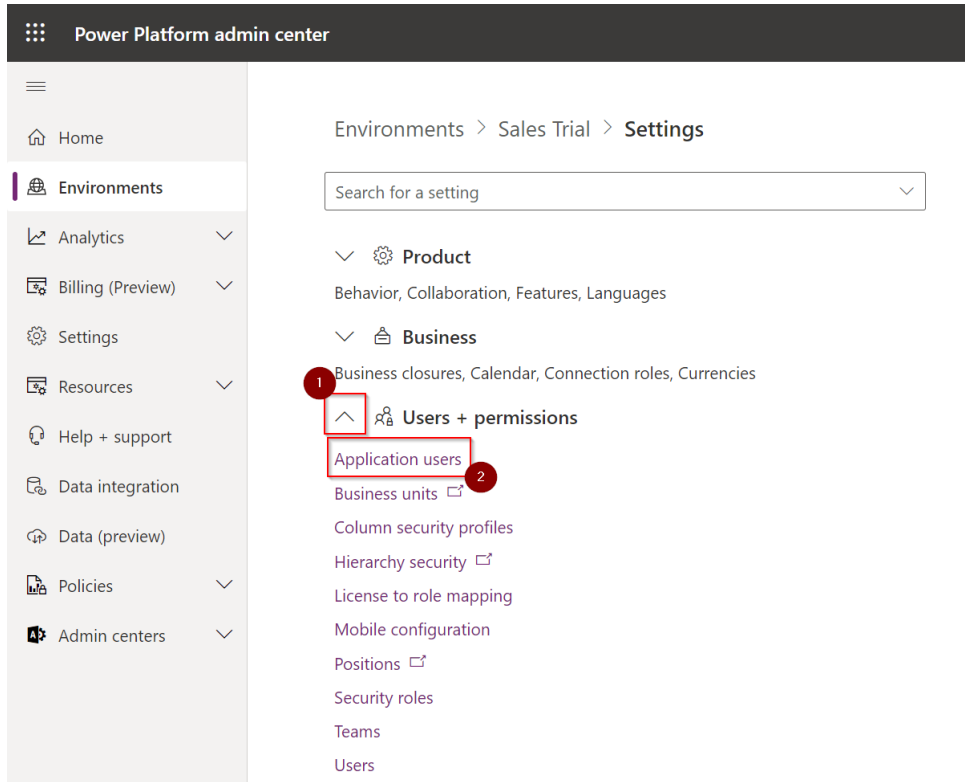 Power Platform admin center
Home
Environments
Analytics
Billing (Preview)
Settings
Resources
Help + support
Data integration
Data (preview)
Policies
Admin centers
Environments > Sales Trial > Settings
Search for a setting
Product
Behavior, Collaboration, Features, Languages
Business
Business closures, Calendar, Connection roles, Currencies
1
Users + permissions
Application users
2
Business units
Column security profiles
Hierarchy security
License to role mapping
Mobile configuration
Positions
Security roles
Teams
Users